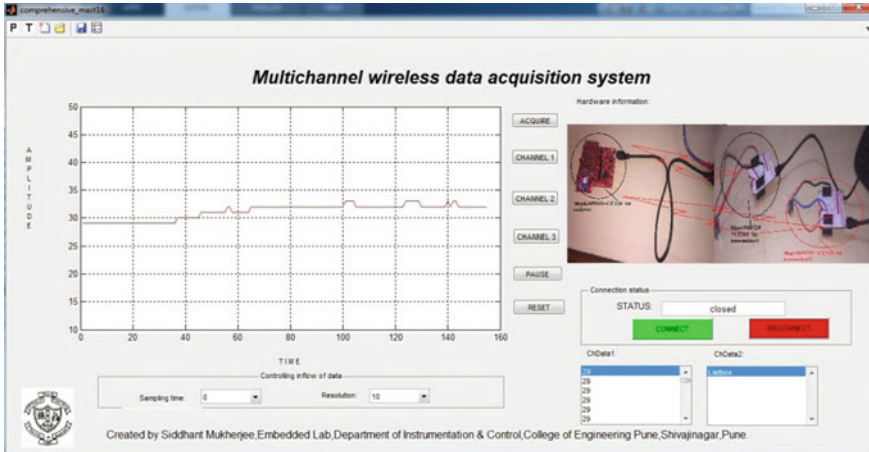 comprehensive_mast16
P T
Multichannel wireless data acquisition system
Hardware information:
AMPLITUDE
50
45
40
35
30
25
20
15
10
0 20 40 60 80 100 120 140 160
TIME
ACQUIRE
CHANNEL 1
CHANNEL 2
CHANNEL 3
PAUSE
RESET
Connection status
STATUS: closed
CONNECT DISCONNECT
ChData1: ChData2:
29 Listbox
29
29
29
29
29
Controlling inflow of data
Sampling time: 0 Resolution: 10
Created by Siddhant Mukherjee,Embedded Lab,Department of Instrumentation & Control,College of Engineering Pune,Shivajinagar,Pune.